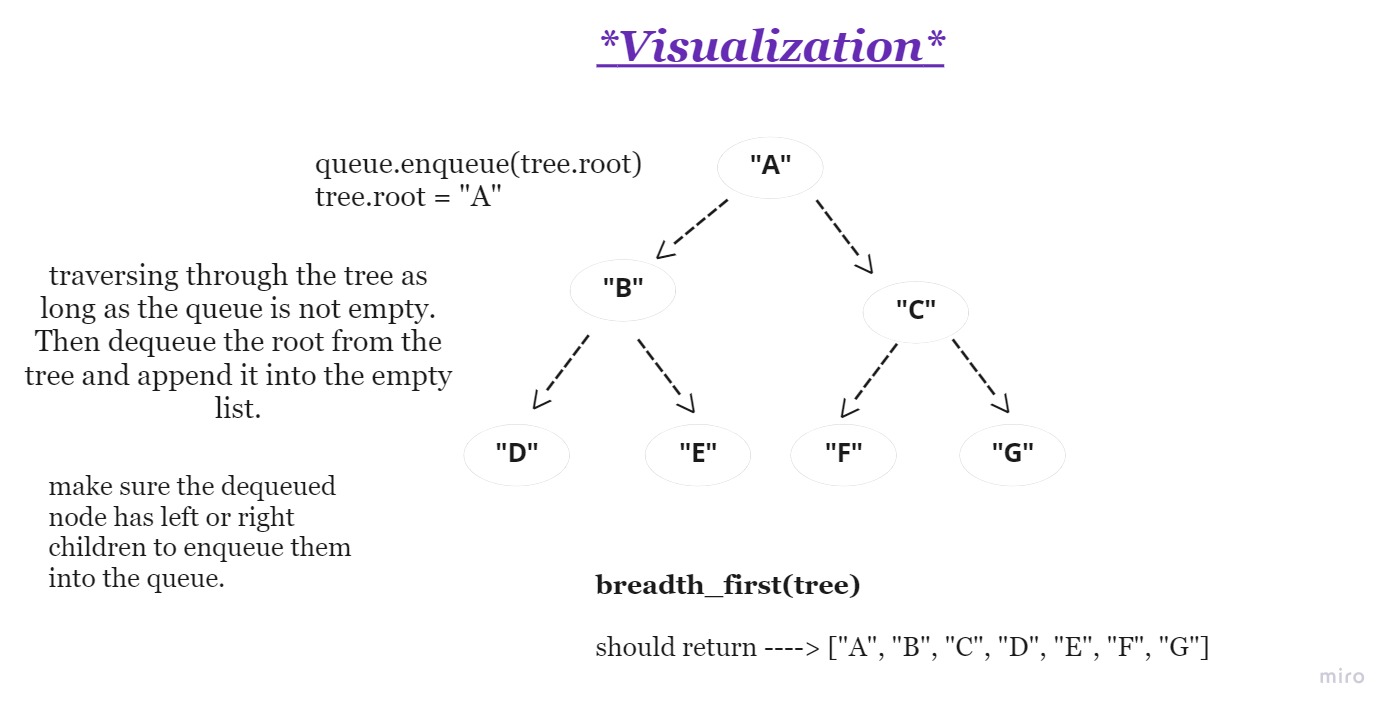 *Visualization*
queue.enqueue(tree.root)
tree.root = "A"
"A"
traversing through the tree as
long as the queue is not empty.
Then dequeue the root from the
tree and append it into the empty
list.
"B"
"C"
"D"
"E"
"F"
"G"
make sure the dequeued
node has left or right
children to enqueue them
into the queue.
breadth_first(tree)
should return ----> ["A", "B", "C", "D", "E", "F", "G"]
miro